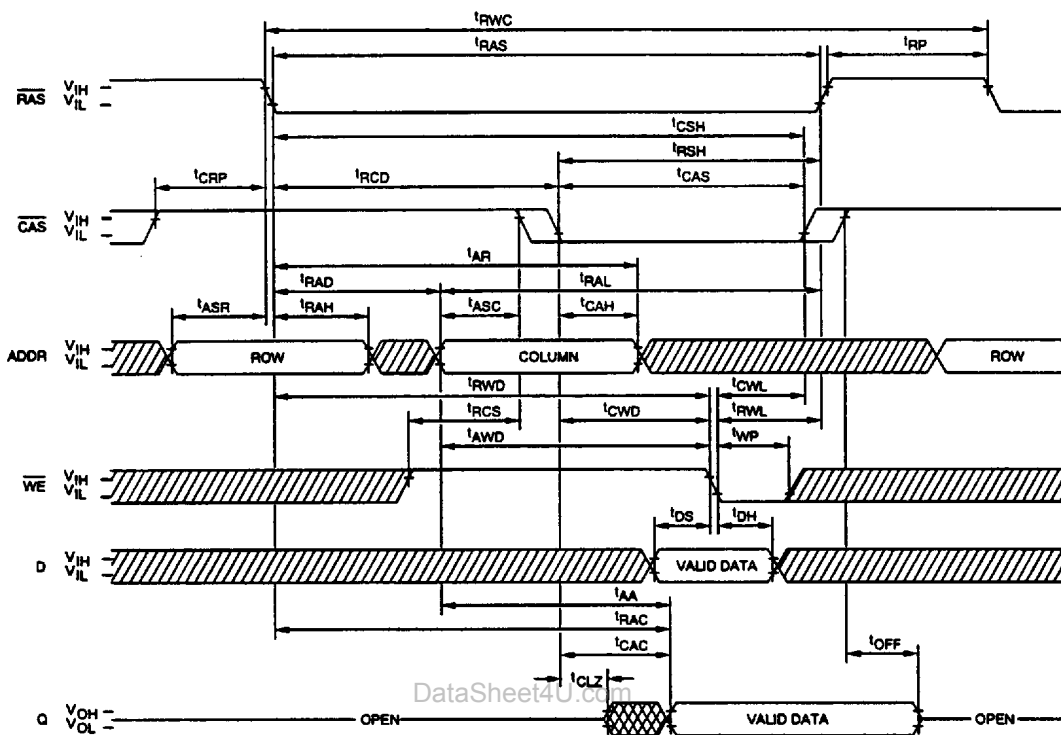 tRWC
tRAS
tRP
RAS VIH VIL
tCSH
tRSH
tCRP tRCD tCAS
CAS VIH VIL
tAR
tRAD tRAL
tASR tRAH tASC tCAH
ADDR VIH VIL ROW COLUMN ROW
tRWD tCWL
tRCS tCWD tRWL
tAWD tWP
WE VIH VIL
tDS tDH
D VIH VIL VALID DATA
tAA
tRAC
tCAC tOFF
tCLZ
DataSheet4U.com
Q VOH VOL OPEN VALID DATA OPEN